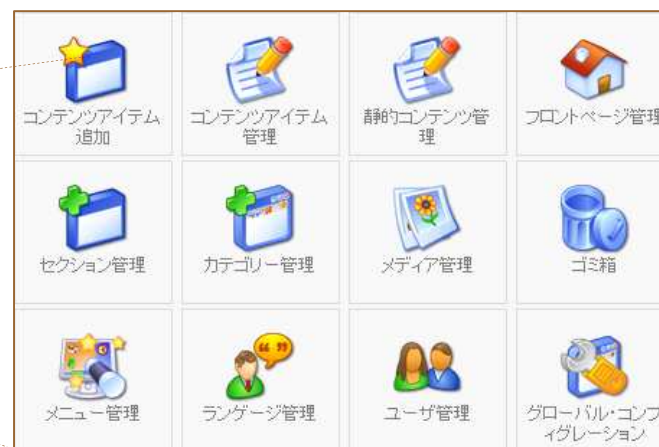 コンテンツアイテム
追加
コンテンツアイテム
管理
静的コンテンツ管
理
フロントページ管理
セクション管理
カテゴリー管理
メディア管理
ゴミ箱
メニュー管理
ランゲージ管理
ユーザ管理
グローバル・コンフ
ィグレーション